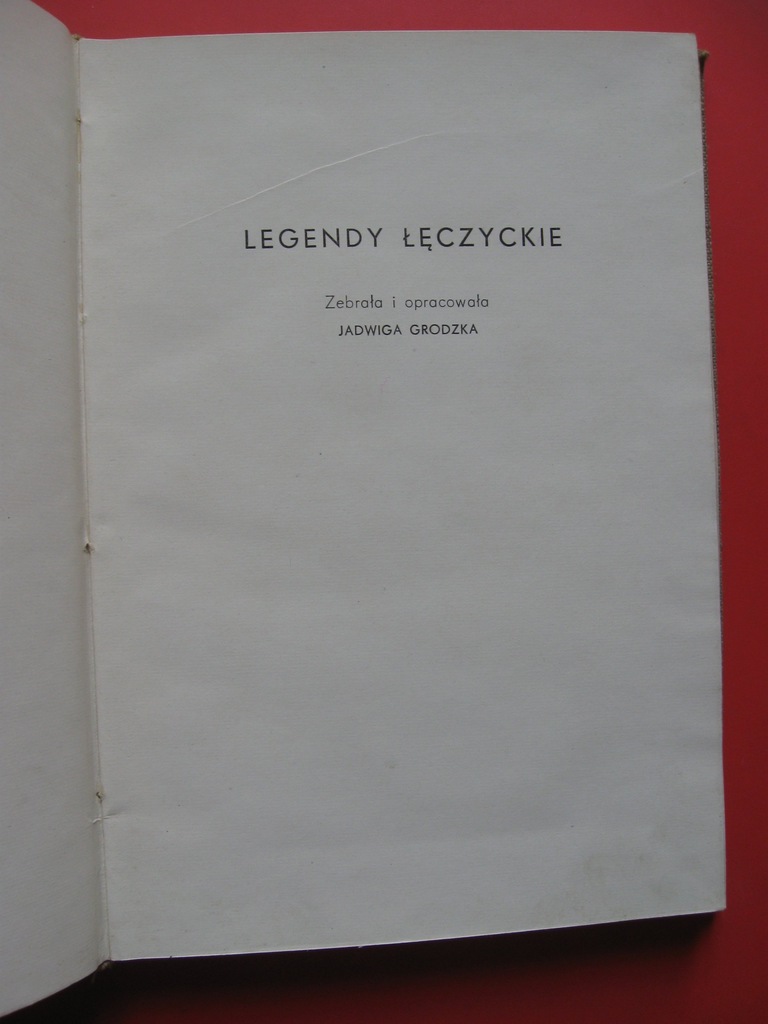 LEGENDY ŁĘCZYCKIE
Zebrała i opracowała
JADWIGA GRODZKA